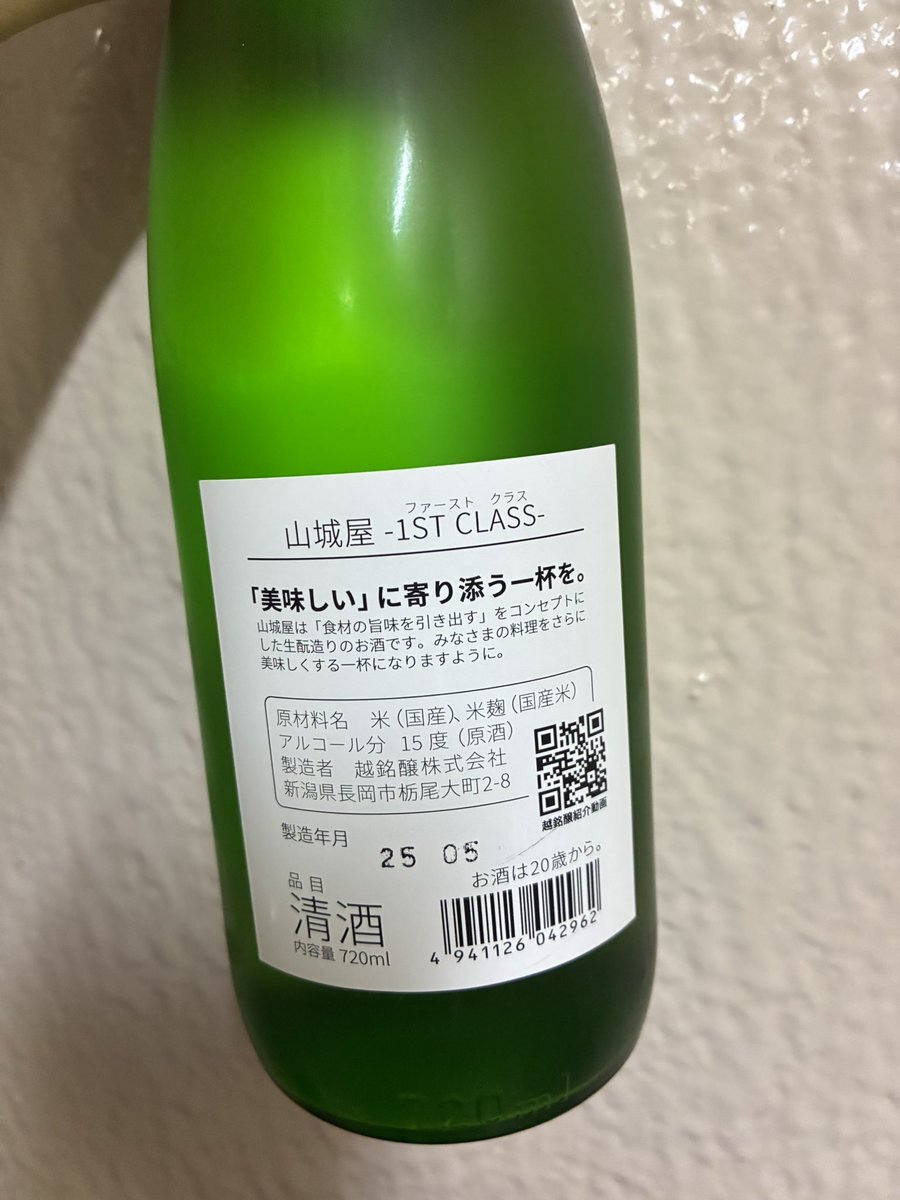 ファースト クラス
山城屋 -1ST CLASS-
「美味しい」に寄り添う一杯を。
山城屋は「食材の旨味を引き出す」をコンセプトに
した生酛造りのお酒です。みなさまの料理をさらに
美味しくする一杯になりますように。
原材料名 米(国産)、米麹(国産米)
アルコール分 15度(原酒)
製造者 越銘醸株式会社
新潟県長岡市栃尾大町2-8
越銘醸紹介動画
製造年月 25 05
お酒は20歳から。
品目
清酒
内容量 720ml
4 941126 042962
720ml